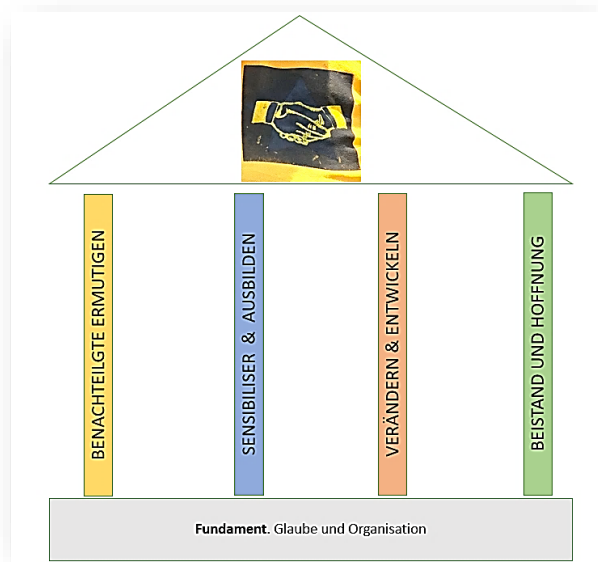 BENACHTEILGTE ERMUTIGEN
SENSIBILISER & AUSBILDEN
VERÄNDERN & ENTWICKELN
BEISTAND UND HOFFNUNG
Fundament. Glaube und Organisation